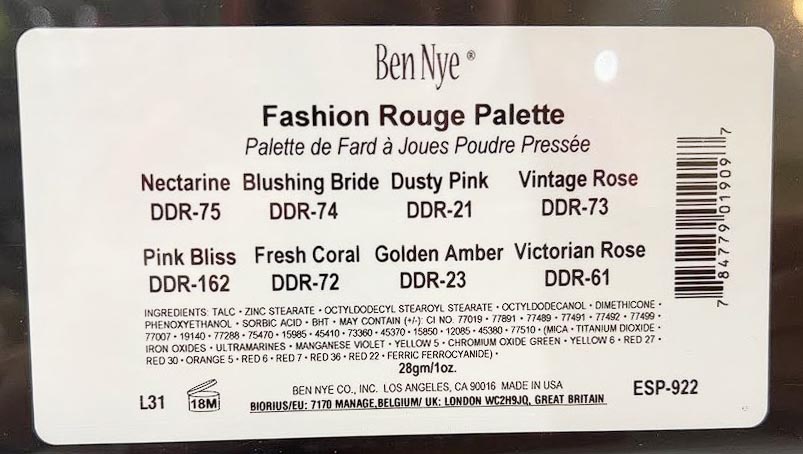 Ben Nye ®
Fashion Rouge Palette
Palette de Fard à Joues Poudre Pressée
Nectarine Blushing Bride Dusty Pink Vintage Rose
DDR-75 DDR-74 DDR-21 DDR-73
Pink Bliss Fresh Coral Golden Amber Victorian Rose
DDR-162 DDR-72 DDR-23 DDR-61
INGREDIENTS: TALC • ZINC STEARATE • OCTYLDODECYL STEAROYL STEARATE • OCTYLDODECANOL • DIMETHICONE •
PHENOXYETHANOL • SORBIC ACID • BHT • MAY CONTAIN (+/-): CI NO. 77019 • 77891 • 77489 • 77491 • 77492 • 77499 •
77007 • 19140 • 77288 • 75470 • 15985 • 45410 • 73360 • 45370 • 15850 • 12085 • 45380 • 77510 • (MICA • TITANIUM DIOXIDE •
IRON OXIDES • ULTRAMARINES • MANGANESE VIOLET • YELLOW 5 • CHROMIUM OXIDE GREEN • YELLOW 6 • RED 27 •
RED 30 • ORANGE 5 • RED 6 • RED 7 • RED 36 • RED 22 • FERRIC FERROCYANIDE) •
28gm/1oz.
BEN NYE CO., INC. LOS ANGELES, CA 90016 MADE IN USA
L31 18M BIORIUS/EU: 7170 MANAGE,BELGIUM/ UK: LONDON WC2H9JQ, GREAT BRITAIN ESP-922
7 84779 01909 7